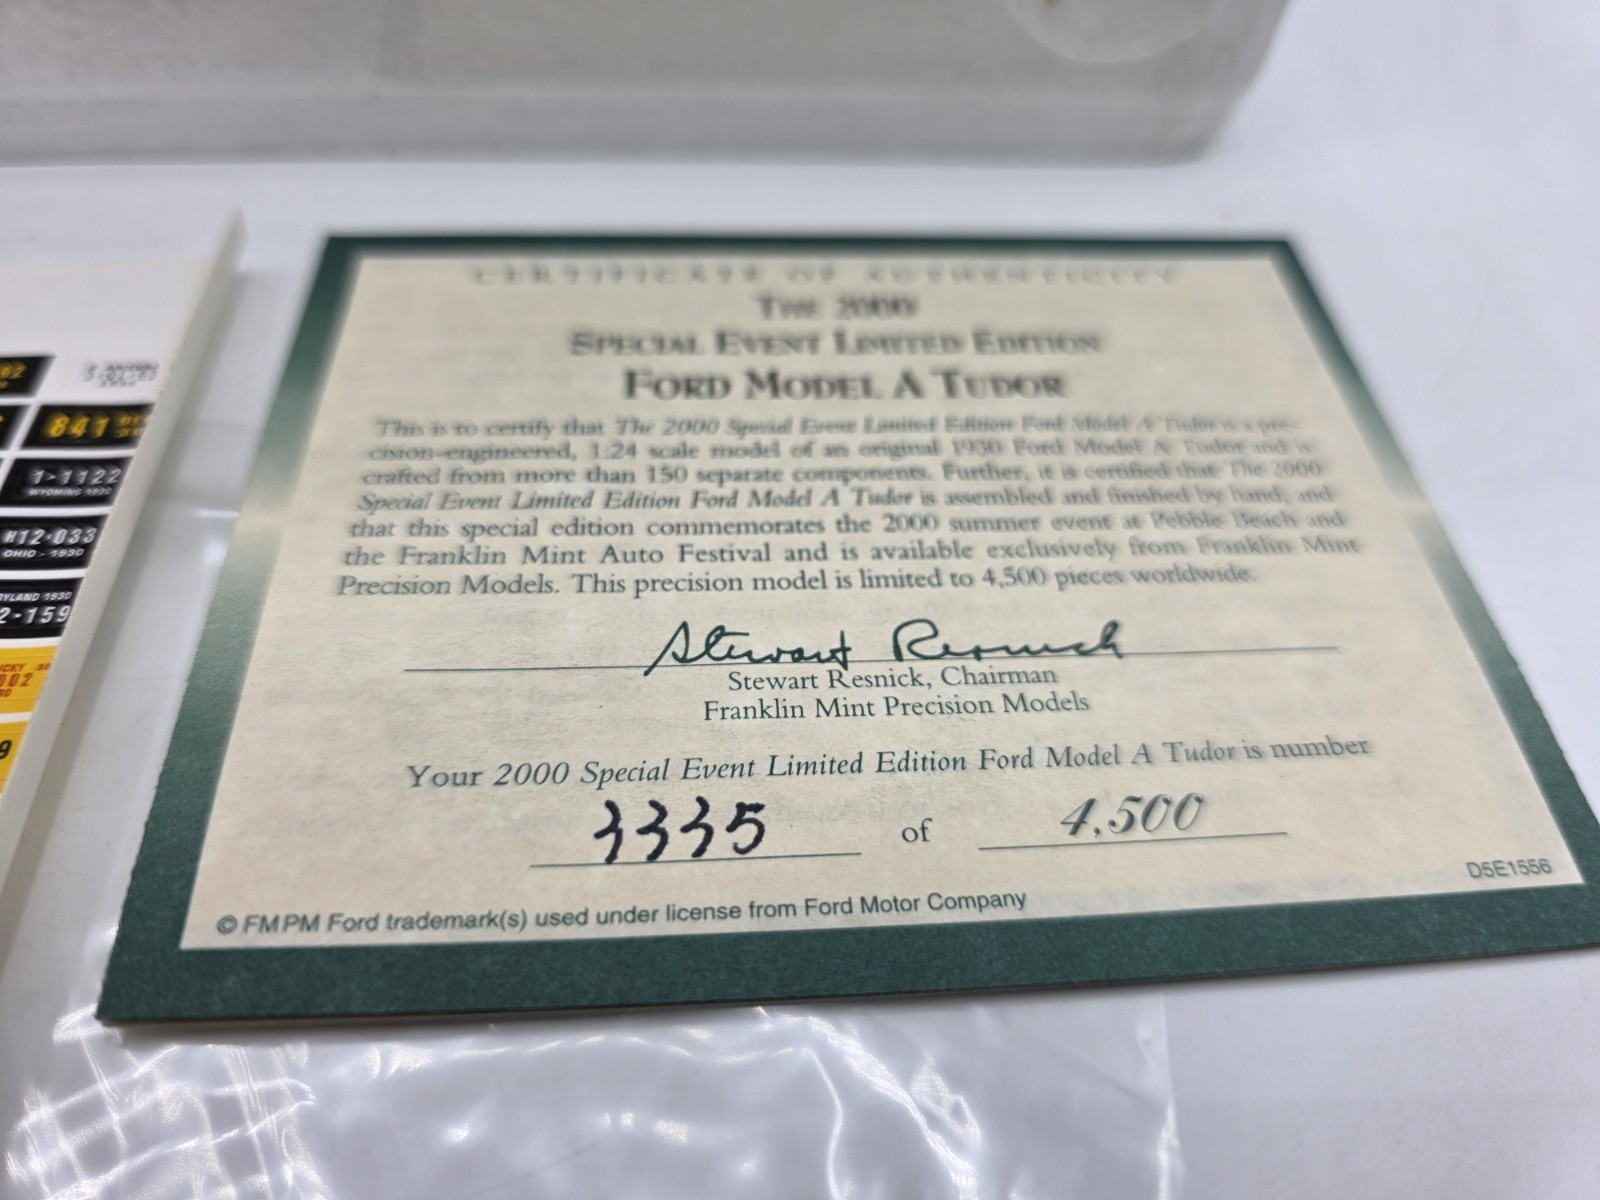 CERTIFICATE OF AUTHENTICITY
THE 2000
SPECIAL EVENT LIMITED EDITION
FORD MODEL A TUDOR
This is to certify that The 2000 Special Event Limited Edition Ford Model A Tudor is a pre-
cision-engineered, 1:24 scale model of an original 1930 Ford Model A Tudor and is
crafted from more than 150 separate components. Further, it is certified that The 2000
Special Event Limited Edition Ford Model A Tudor is assembled and finished by hand, and
that this special edition commemorates the 2000 summer event at Pebble Beach and
the Franklin Mint Auto Festival and is available exclusively from Franklin Mint
Precision Models. This precision model is limited to 4,500 pieces worldwide.
Stewart Resnick
Stewart Resnick, Chairman
Franklin Mint Precision Models
Your 2000 Special Event Limited Edition Ford Model A Tudor is number
3335 of 4,500
D5E1556
© FMPM Ford trademark(s) used under license from Ford Motor Company
841
1-1122
WYOMING 1930
H12·033
OHIO - 1930
RYLAND 1930
2·159
ICKY 30
002
9